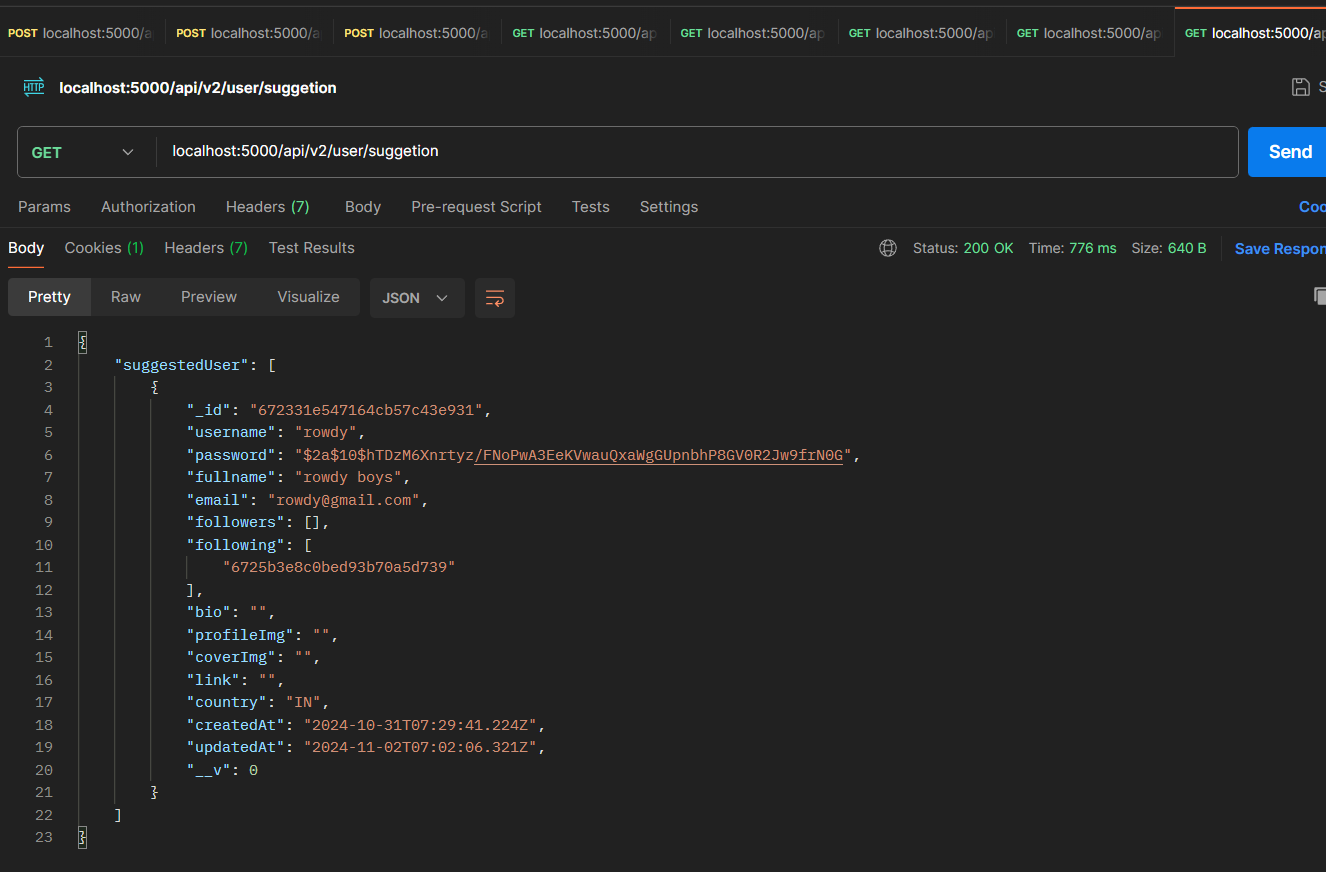 POST localhost:5000/a POST localhost:5000/a POST localhost:5000/a GET localhost:5000/ap GET localhost:5000/ap GET localhost:5000/ap GET localhost:5000/ap GET localhost:5000/ap
HTTP localhost:5000/api/v2/user/suggetion S
GET localhost:5000/api/v2/user/suggetion Send
Params Authorization Headers (7) Body Pre-request Script Tests Settings Coo
Body Cookies (1) Headers (7) Test Results Status: 200 OK Time: 776 ms Size: 640 B Save Respon
Pretty Raw Preview Visualize JSON
1 {
2 "suggestedUser": [
3 {
4 "_id": "672331e547164cb57c43e931",
5 "username": "rowdy",
6 "password": "$2a$10$hTDzM6Xnrtyz/FNoPwA3EeKVwauQxaWgGUpnbhP8GV0R2Jw9frN0G",
7 "fullname": "rowdy boys",
8 "email": "rowdy@gmail.com",
9 "followers": [],
10 "following": [
11 "6725b3e8c0bed93b70a5d739"
12 ],
13 "bio": "",
14 "profileImg": "",
15 "coverImg": "",
16 "link": "",
17 "country": "IN",
18 "createdAt": "2024-10-31T07:29:41.224Z",
19 "updatedAt": "2024-11-02T07:02:06.321Z",
20 "__v": 0
21 }
22 ]
23 }